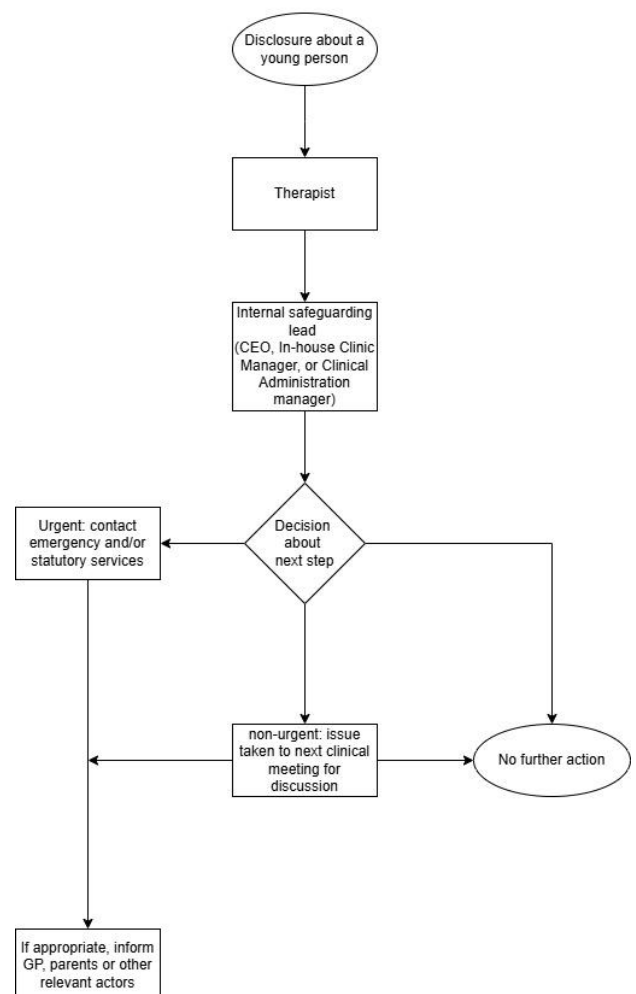 Disclosure about a
young person
Therapist
Internal safeguarding
lead
(CEO, In-house Clinic
Manager, or Clinical
Administration
manager)
Decision
about
next step
Urgent: contact
emergency and/or
statutory services
non-urgent: issue
taken to next clinical
meeting for
discussion
No further action
If appropriate, inform
GP, parents or other
relevant actors